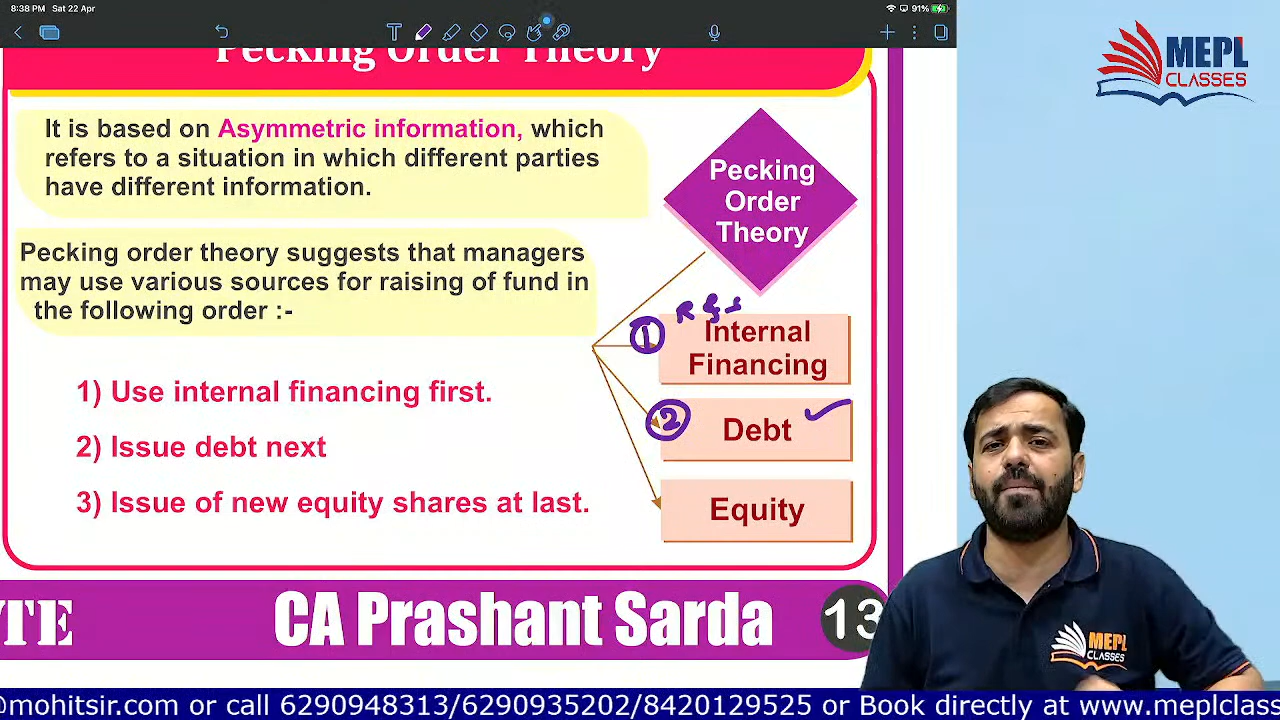 8:38 PM Sat 22 Apr
91%
T
Pecking Order Theory
MEPL
CLASSES
It is based on Asymmetric information, which
refers to a situation in which different parties
have different information.
Pecking order theory suggests that managers
may use various sources for raising of fund in
the following order :-
1) Use internal financing first.
2) Issue debt next
3) Issue of new equity shares at last.
Pecking
Order
Theory
R & S
1
Internal
Financing
2
Debt
Equity
MEPL
CLASSES
YTE
CA Prashant Sarda
13
@mohitsir.com or call 6290948313/6290935202/8420129525 or Book directly at www.meplclass